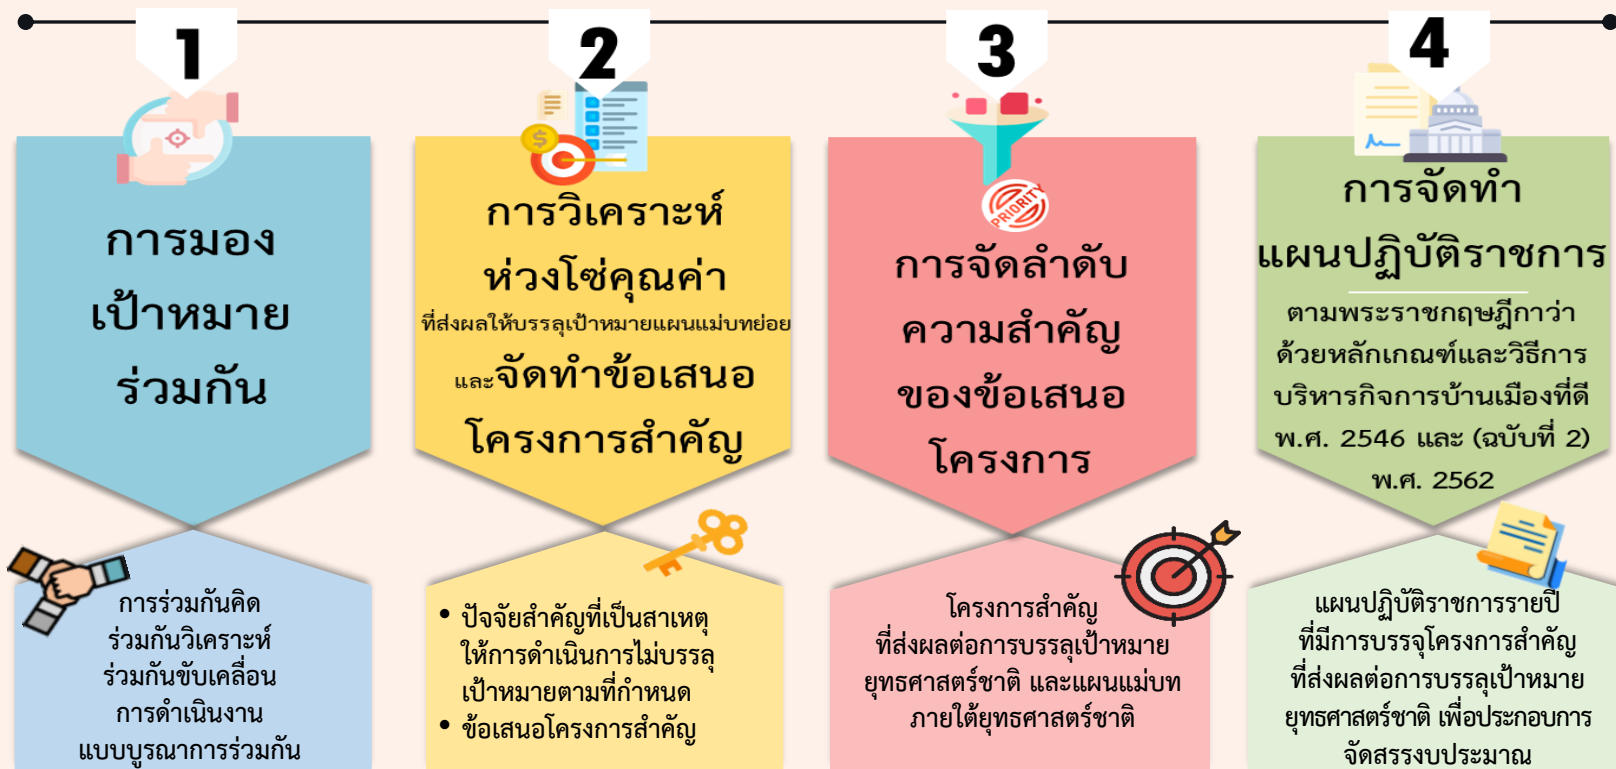 1
การมอง
เป้าหมาย
ร่วมกัน
การร่วมกันคิด
ร่วมกันวิเคราะห์
ร่วมกันขับเคลื่อน
การดำเนินงาน
แบบบูรณาการร่วมกัน
2
$
การวิเคราะห์
ห่วงโซ่คุณค่า
ที่ส่งผลให้บรรลุเป้าหมายแผนแม่บทย่อย
และจัดทำข้อเสนอ
โครงการสำคัญ
• ปัจจัยสำคัญที่เป็นสาเหตุ
ให้การดำเนินการไม่บรรลุ
เป้าหมายตามที่กำหนด
• ข้อเสนอโครงการสำคัญ
3
PRIORITY
การจัดลำดับ
ความสำคัญ
ของข้อเสนอ
โครงการ
โครงการสำคัญ
ที่ส่งผลต่อการบรรลุเป้าหมาย
ยุทธศาสตร์ชาติ และแผนแม่บท
ภายใต้ยุทธศาสตร์ชาติ
4
การจัดทำ
แผนปฏิบัติราชการ
ตามพระราชกฤษฎีกาว่า
ด้วยหลักเกณฑ์และวิธีการ
บริหารกิจการบ้านเมืองที่ดี
พ.ศ. 2546 และ (ฉบับที่ 2)
พ.ศ. 2562
แผนปฏิบัติราชการรายปี
ที่มีการบรรจุโครงการสำคัญ
ที่ส่งผลต่อการบรรลุเป้าหมาย
ยุทธศาสตร์ชาติ เพื่อประกอบการ
จัดสรรงบประมาณ